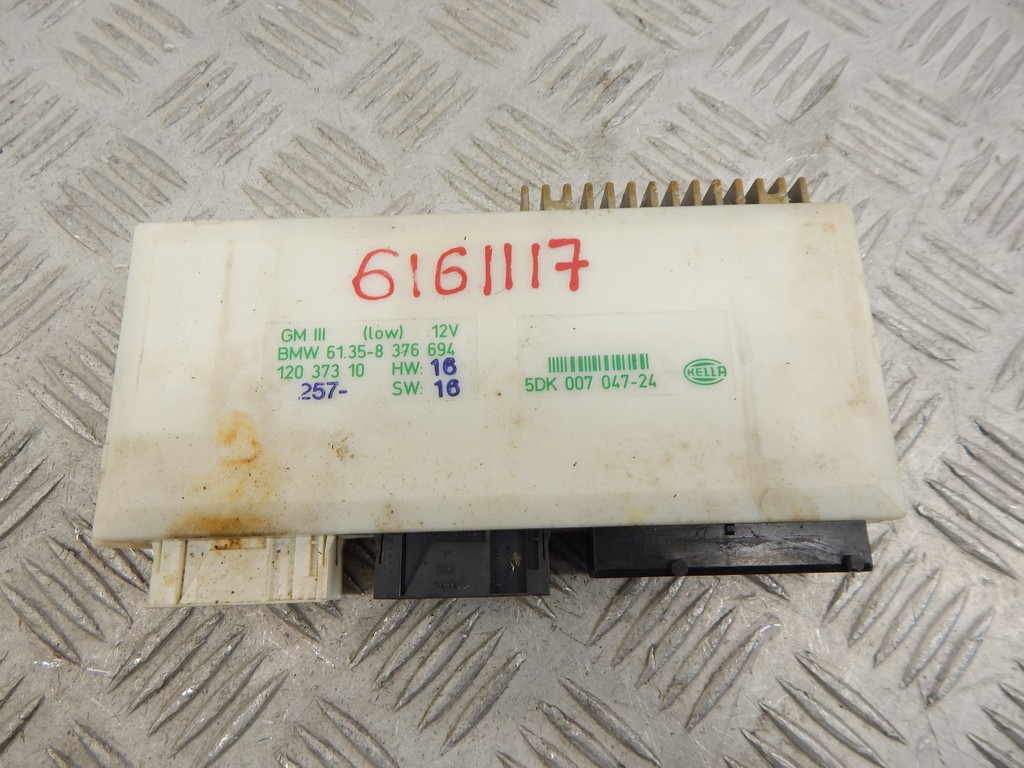 6161117
GM III (low) 12V
BMW 61.35-8 376 694
120 373 10 HW: 16
257- SW: 16
5DK 007 047-24
HELLA